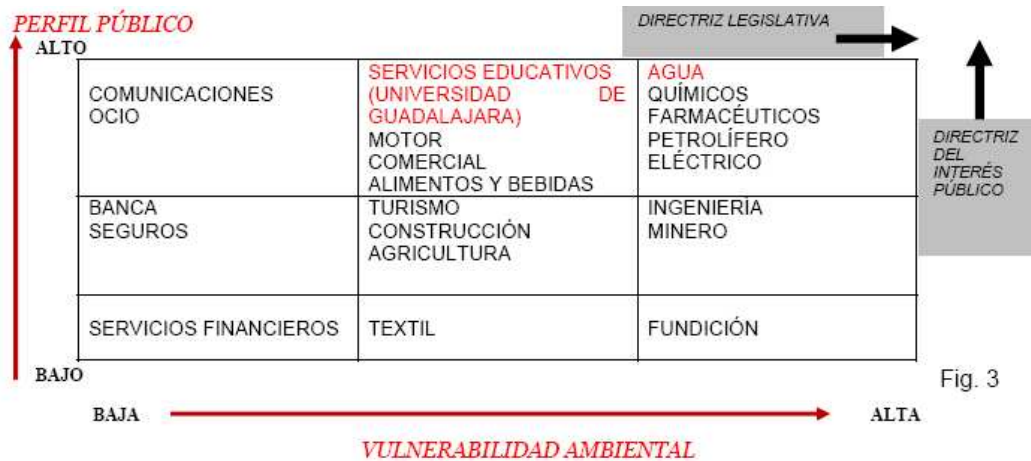 PERFIL PÚBLICO
ALTO
DIRECTRIZ LEGISLATIVA
COMUNICACIONES
OCIO
SERVICIOS EDUCATIVOS
(UNIVERSIDAD DE
GUADALAJARA)
MOTOR
COMERCIAL
ALIMENTOS Y BEBIDAS
AGUA
QUÍMICOS
FARMACÉUTICOS
PETROLÍFERO
ELÉCTRICO
DIRECTRIZ
DEL
INTERÉS
PÚBLICO
BANCA
SEGUROS
TURISMO
CONSTRUCCIÓN
AGRICULTURA
INGENIERÍA
MINERO
SERVICIOS FINANCIEROS
TEXTIL
FUNDICIÓN
BAJO
Fig. 3
BAJA
ALTA
VULNERABILIDAD AMBIENTAL